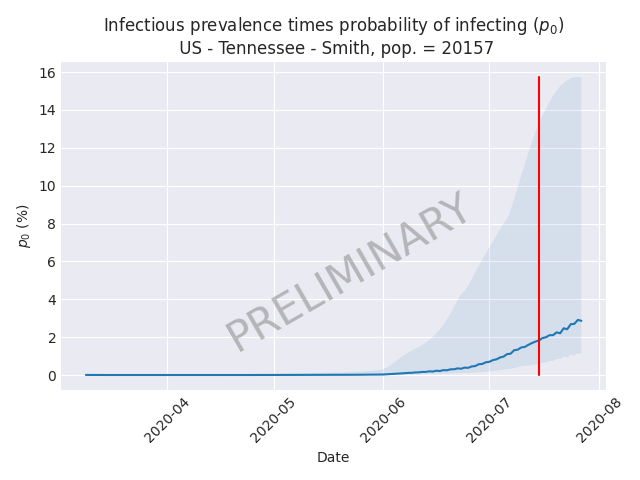 Infectious prevalence times probability of infecting (p₀)
US - Tennessee - Smith, pop. = 20157
16
14
12
10
8
6
4
2
0
p₀ (%)
PRELIMINARY
2020-04
2020-05
2020-06
2020-07
2020-08
Date